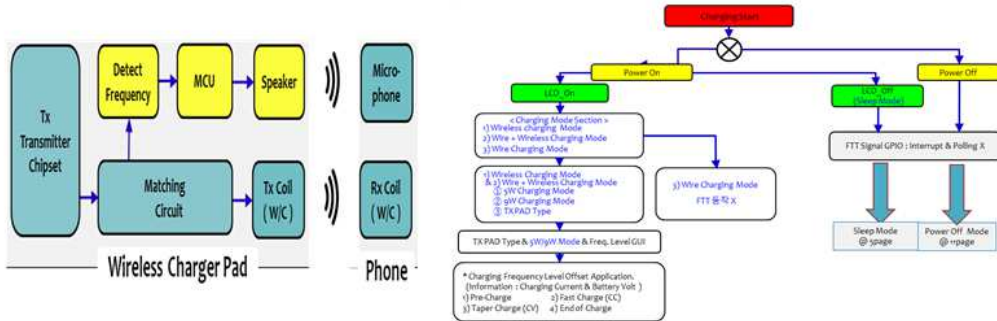 Tx
Transmitter
Chipset
Detect
Frequency
MCU
Speaker
Matching
Circuit
Tx Coil
( W/C )
Wireless Charger Pad
Micro-
phone
Rx Coil
(W/C)
Phone
Charging Start
Power On
Power Off
LCD_On
LCD_Off
(Sleep Mode)
< Charging Mode Section >
1) Wireless charging Mode
2) Wire + Wireless Charging Mode
3) Wire Charging Mode
FTT Signal GPIO : Interrupt & Polling X
1) Wireless Charging Mode
& 2) Wire + Wireless Charging Mode
① 5W Charging Mode
② 9W Charging Mode
③ TX PAD Type
3) Wire Charging Mode
FTT 동작 X
Sleep Mode
@ 5page
Power Off Mode
@ 11page
TX PAD Type & 5W/9W Mode & Freq. Level GUI
* Charging Frequency Level Offset Application.
(Information : Charging Current & Battery Volt )
1) Pre-Charge 2) Fast Charge (CC)
3) Taper Charge (CV) 4) End of Charge